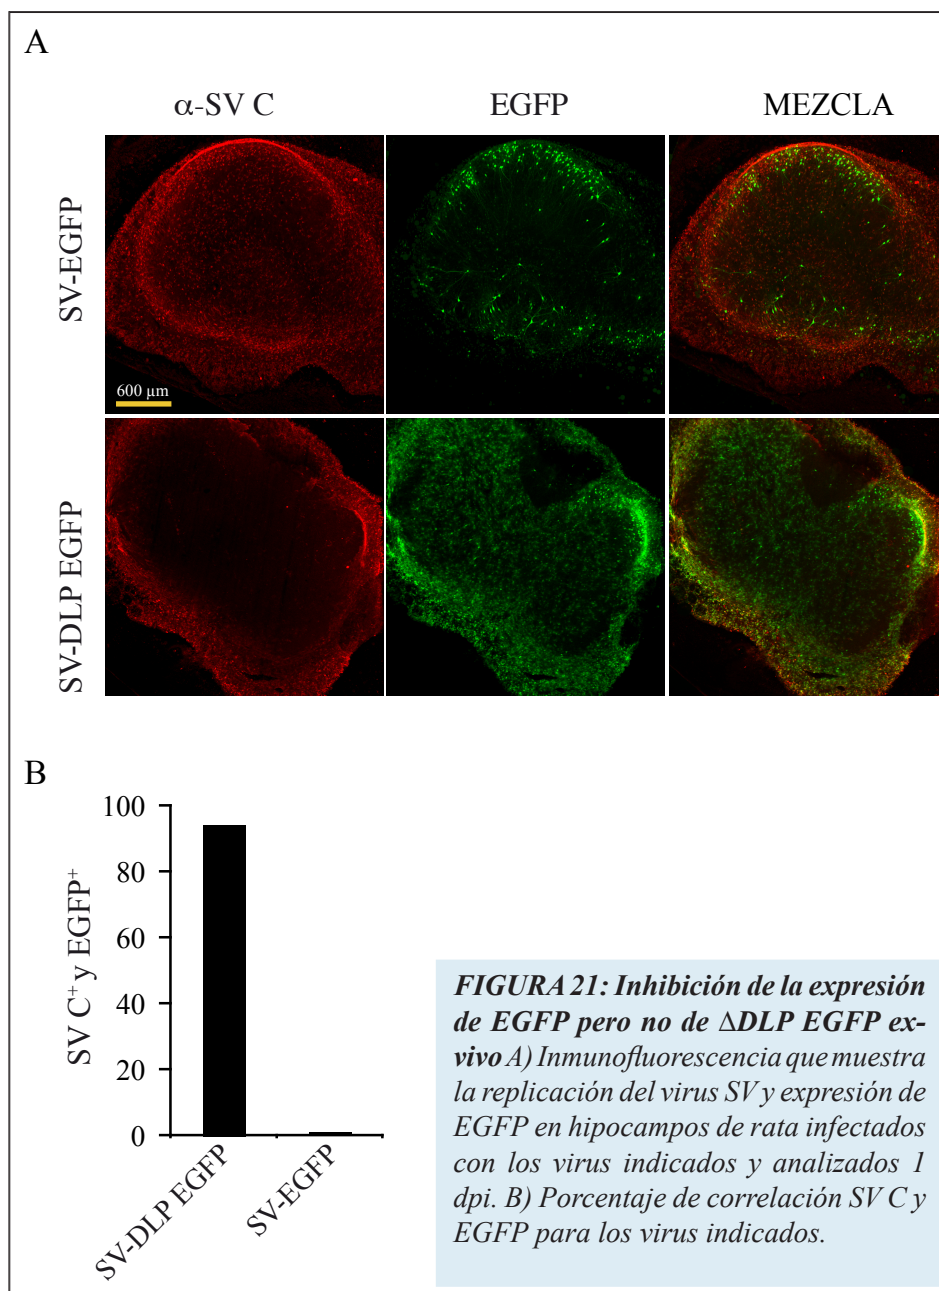 A
α-SV C
EGFP
MEZCLA
SV-EGFP
600 µm
SV-DLP EGFP
B
SV C⁺ y EGFP⁺
100
80
60
40
20
0
SV-DLP EGFP
SV-EGFP
FIGURA 21: Inhibición de la expresión
de EGFP pero no de ΔDLP EGFP ex-
vivo A) Inmunofluorescencia que muestra
la replicación del virus SV y expresión de
EGFP en hipocampos de rata infectados
con los virus indicados y analizados 1
dpi. B) Porcentaje de correlación SV C y
EGFP para los virus indicados.